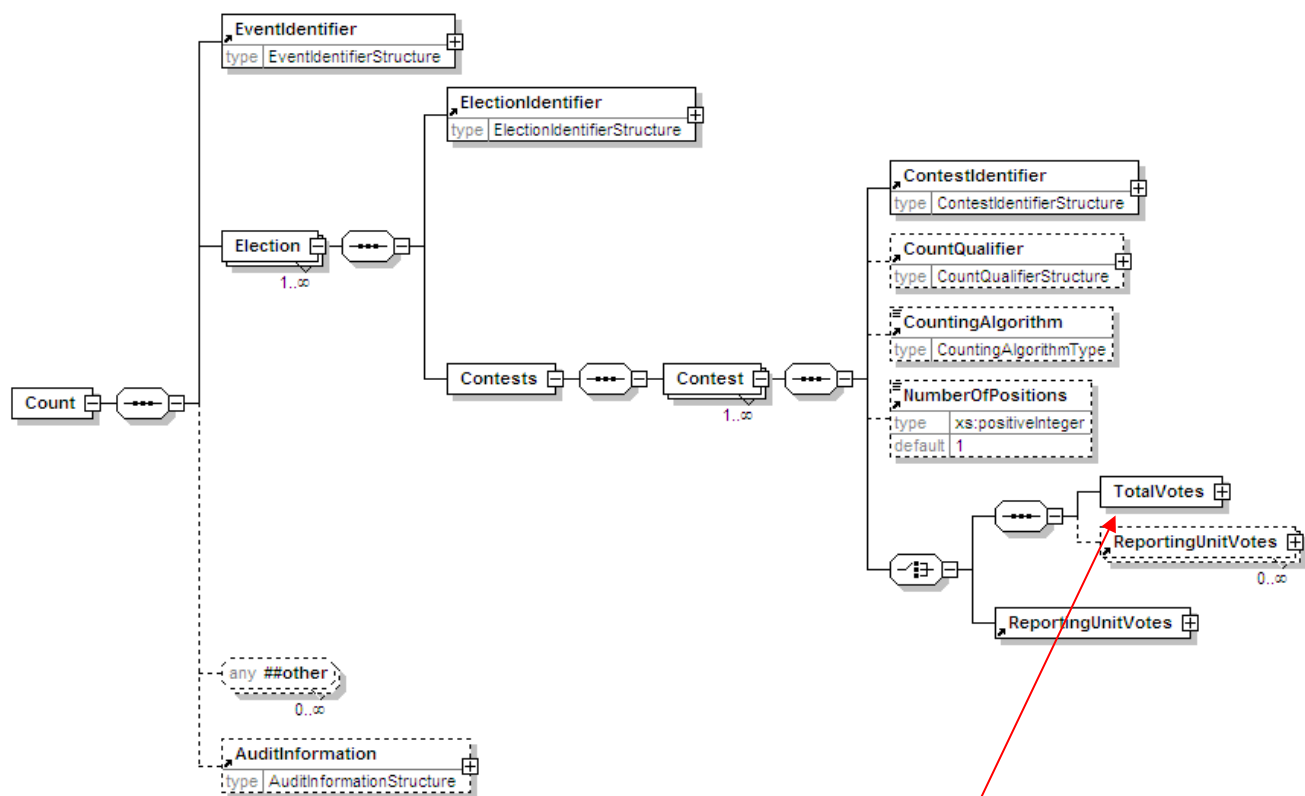 EventIdentifier
type EventIdentifierStructure
ElectionIdentifier
type ElectionIdentifierStructure
ContestIdentifier
type ContestIdentifierStructure
Election
1..∞
CountQualifier
type CountQualifierStructure
CountingAlgorithm
type CountingAlgorithmType
Contests
Contest
1..∞
Count
NumberOfPositions
type xs:positiveInteger
default 1
TotalVotes
ReportingUnitVotes
0..∞
ReportingUnitVotes
any ##other
0..∞
AuditInformation
type AuditInformationStructure